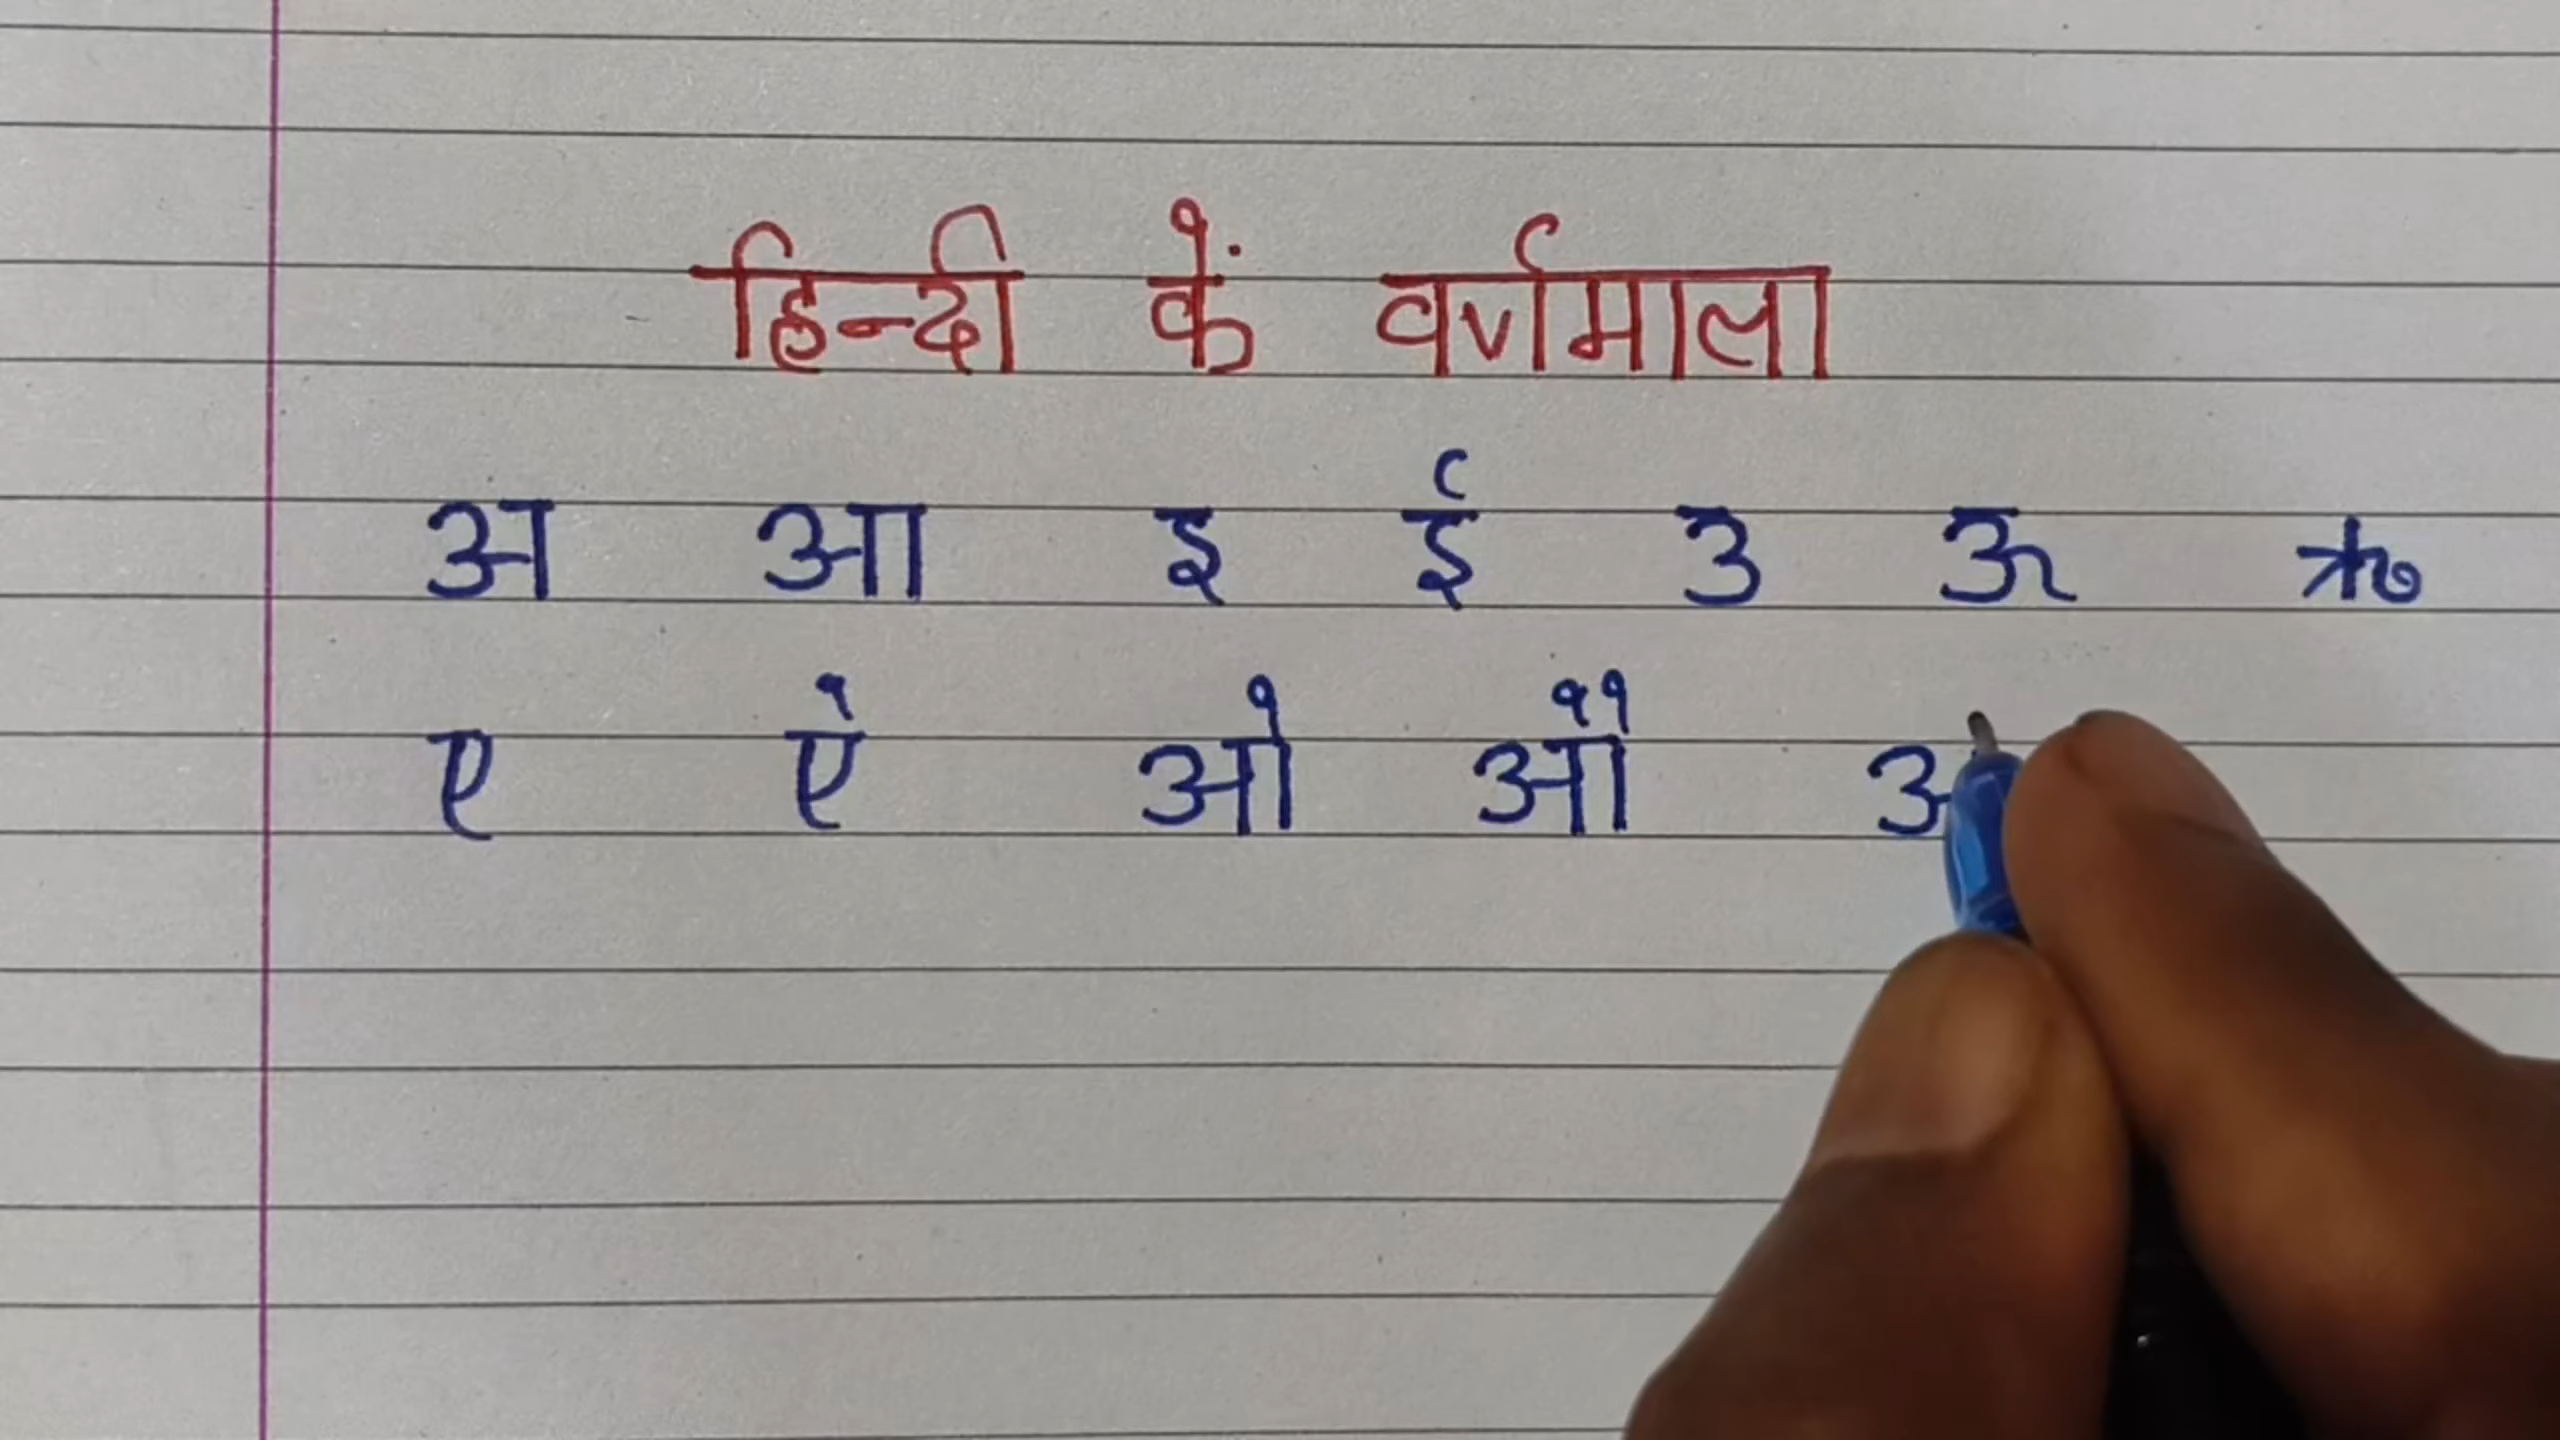 हिन्दी कें वर्णमाला
अ आ इ ई उ ऊ ऋ
ए ऐ ओ औ